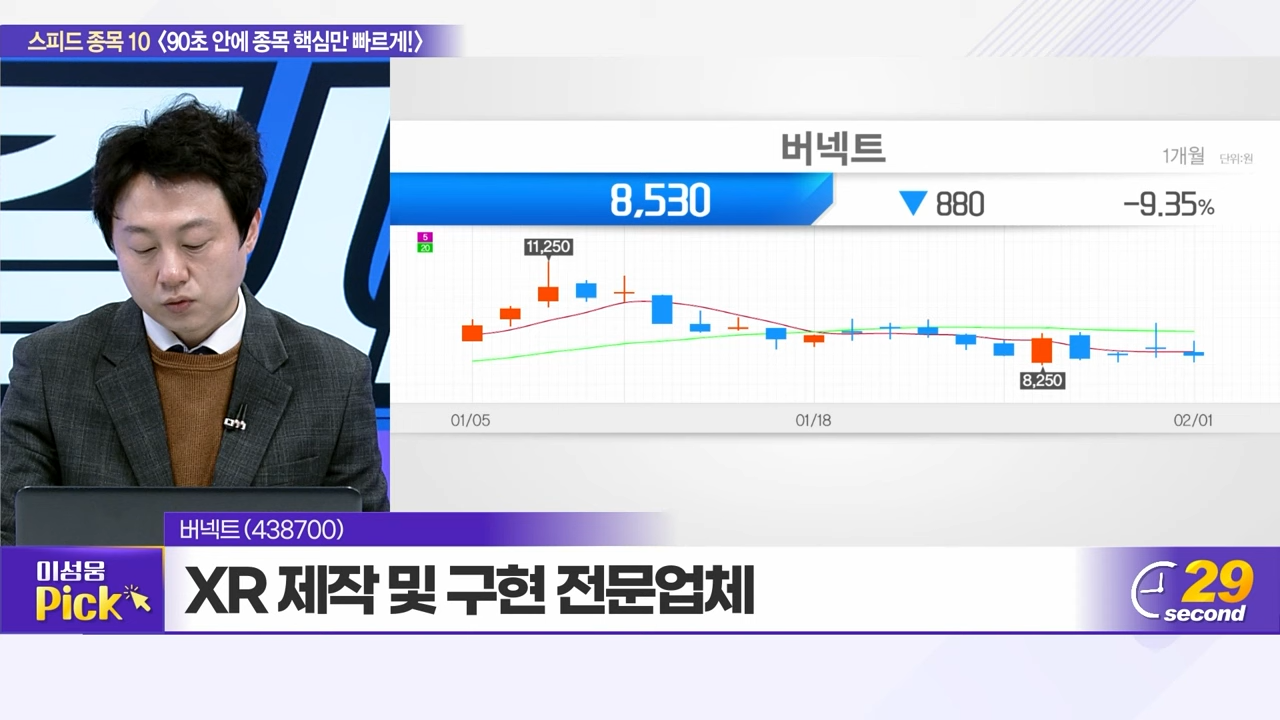 스피드 종목 10 〈90초 안에 종목 핵심만 빠르게!〉
버넥트
1개월 단위:원
8,530 ▼ 880 -9.35%
5
20
11,250
8,250
01/05 01/18 02/01
버넥트(438700)
이성웅
Pick
XR 제작 및 구현 전문업체
29
second